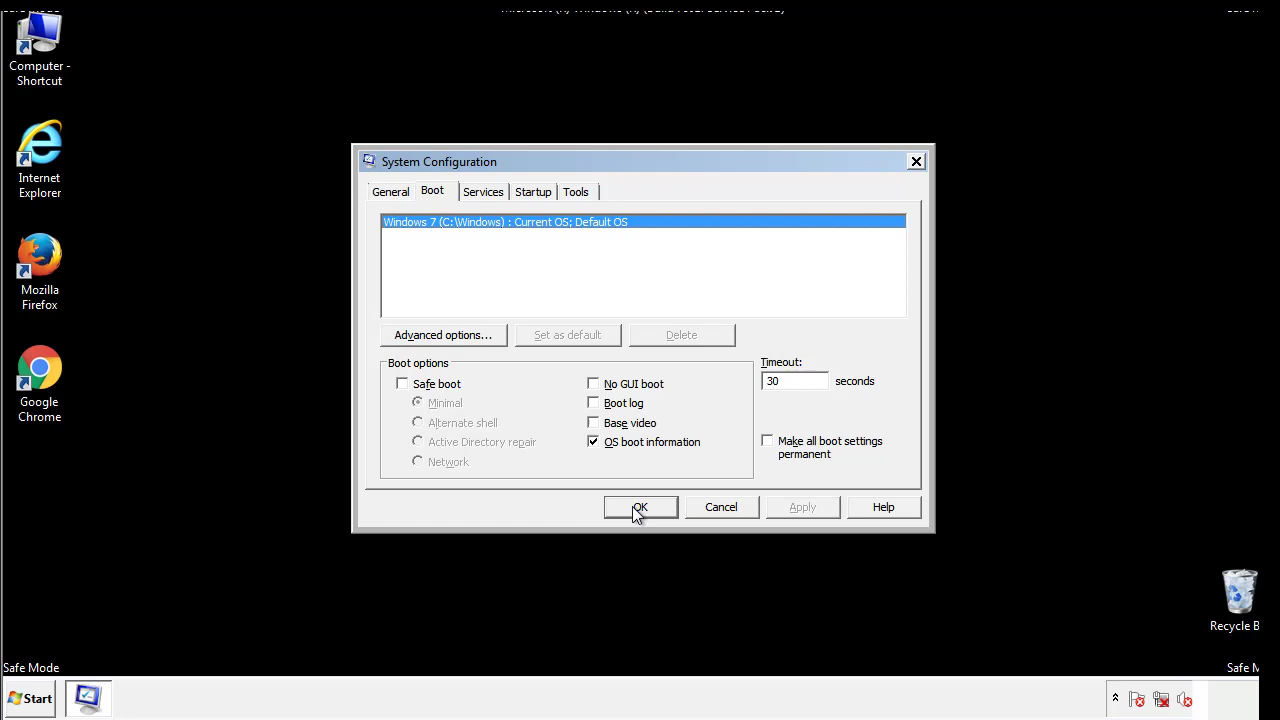 Computer -
Shortcut
Internet
Explorer
Mozilla
Firefox
Google
Chrome
System Configuration
General
Boot
Services
Startup
Tools
Windows 7 (C:\Windows) : Current OS; Default OS
Advanced options...
Set as default
Delete
Boot options
Safe boot
Minimal
Alternate shell
Active Directory repair
Network
No GUI boot
Boot log
Base video
OS boot information
Timeout:
30 seconds
Make all boot settings
permanent
OK
Cancel
Apply
Help
Recycle B
Safe Mode
Safe M
Start